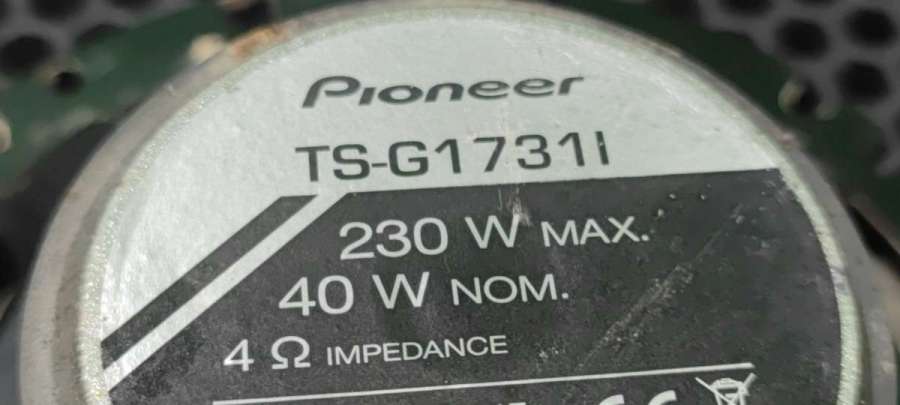 Pioneer
TS-G1731I
230 W MAX.
40 W NOM.
4 Ω IMPEDANCE